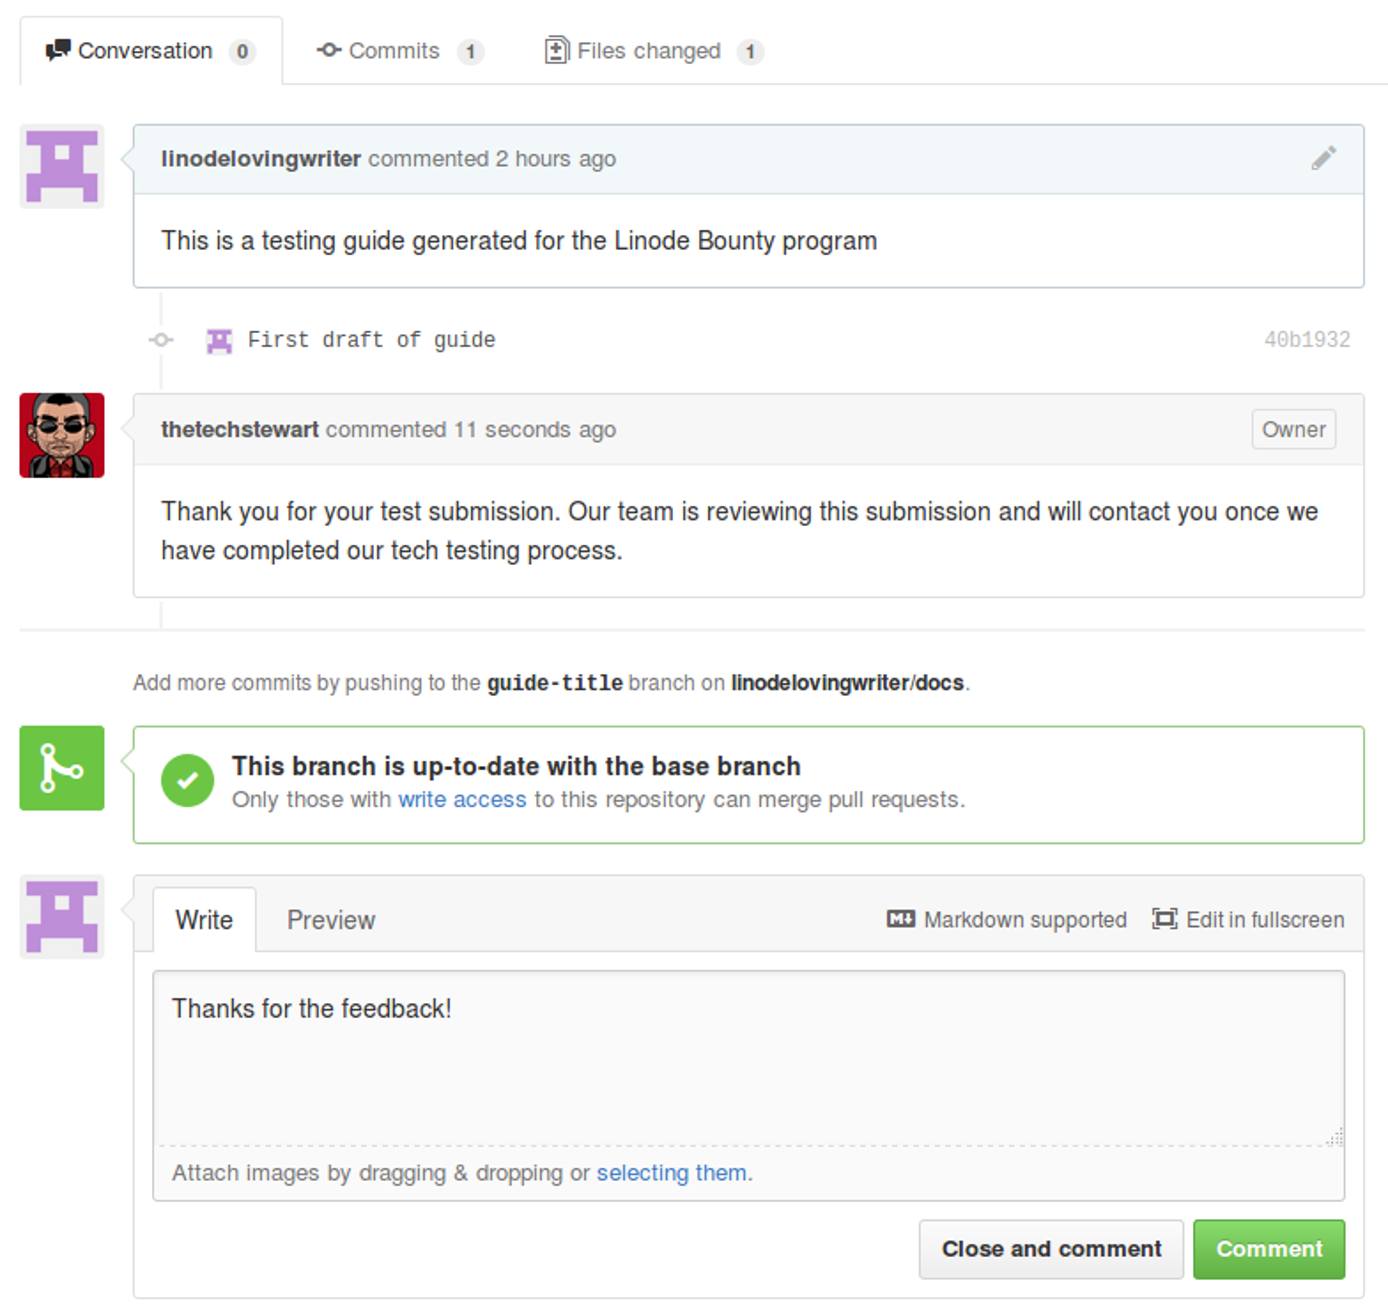 Conversation 0 Commits 1 Files changed 1
linodelovingwriter commented 2 hours ago
This is a testing guide generated for the Linode Bounty program
First draft of guide 40b1932
thetechstewart commented 11 seconds ago Owner
Thank you for your test submission. Our team is reviewing this submission and will contact you once we
have completed our tech testing process.
Add more commits by pushing to the guide-title branch on linodelovingwriter/docs.
This branch is up-to-date with the base branch
Only those with write access to this repository can merge pull requests.
Write Preview M↓ Markdown supported Edit in fullscreen
Thanks for the feedback!
Attach images by dragging & dropping or selecting them.
Close and comment Comment